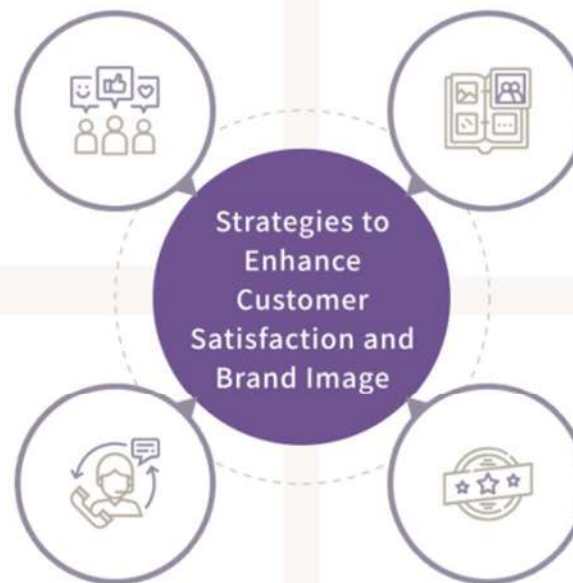 Strategies to
Enhance
Customer
Satisfaction and
Brand Image